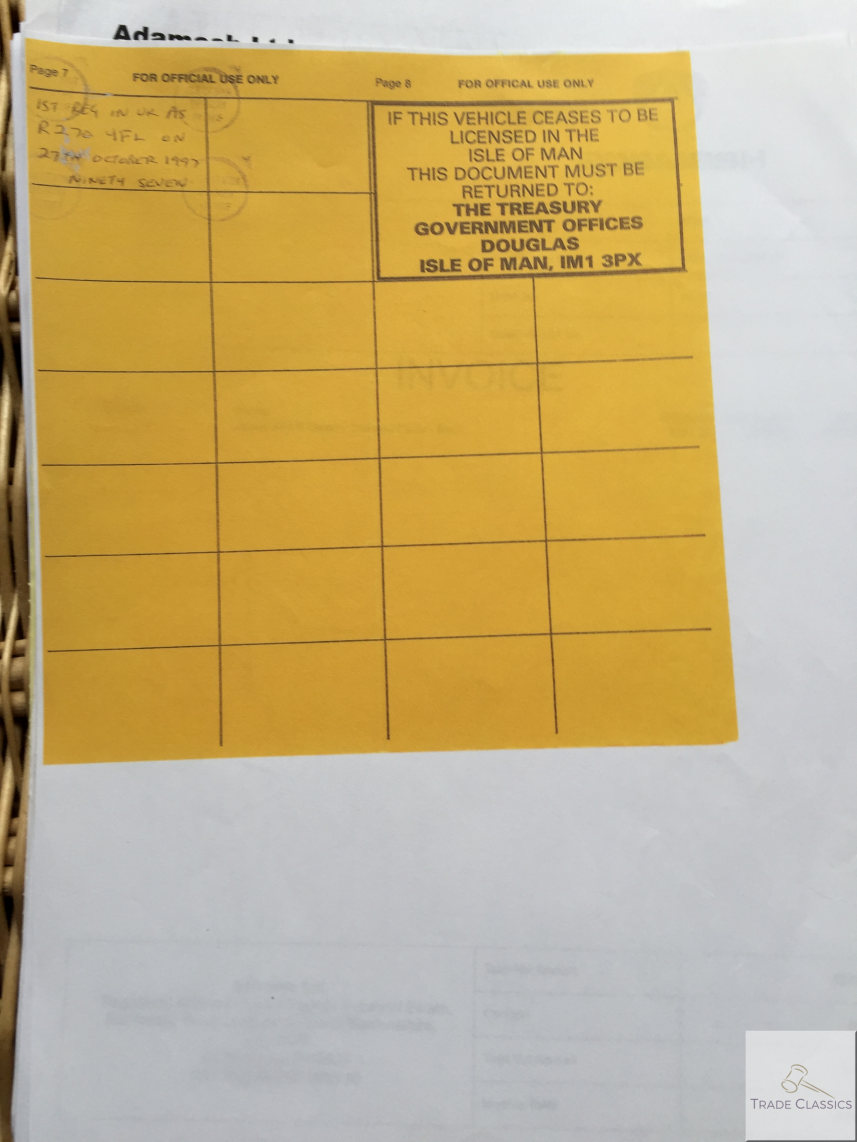 Page 7
FOR OFFICIAL USE ONLY
1ST REG IN UK AS
R270 YFL ON
27TH OCTOBER 1997
NINETY SEVEN
Page 8
FOR OFFICAL USE ONLY
IF THIS VEHICLE CEASES TO BE
LICENSED IN THE
ISLE OF MAN
THIS DOCUMENT MUST BE
RETURNED TO:
THE TREASURY
GOVERNMENT OFFICES
DOUGLAS
ISLE OF MAN, IM1 3PX
INVOICE
TRADE CLASSICS